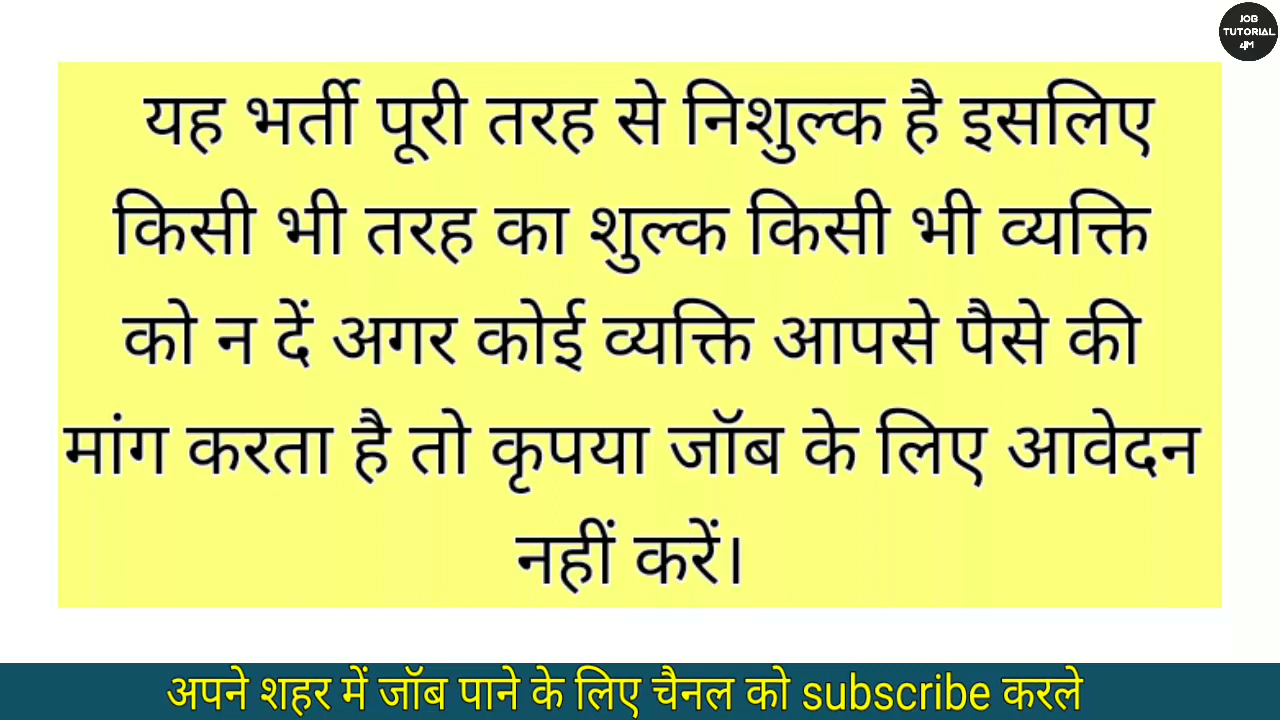 JOB
TUTORIAL
4M
यह भर्ती पूरी तरह से निशुल्क है इसलिए
किसी भी तरह का शुल्क किसी भी व्यक्ति
को न दें अगर कोई व्यक्ति आपसे पैसे की
मांग करता है तो कृपया जॉब के लिए आवेदन
नहीं करें।
अपने शहर में जॉब पाने के लिए चैनल को subscribe करले